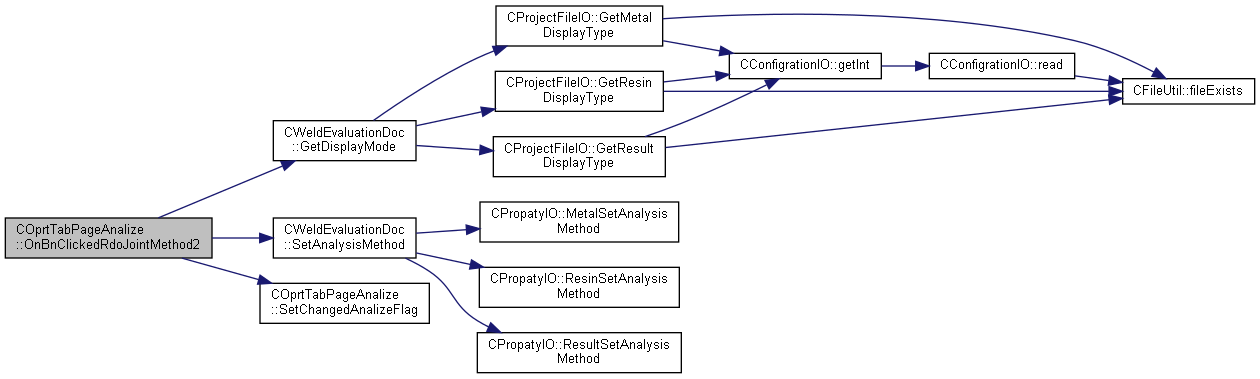 COprtTabPageAnalize
::OnBnClickedRdoJointMethod2
CWeldEvaluationDoc
::GetDisplayMode
CProjectFileIO::GetMetal
DisplayType
CConfigrationIO::getInt
CConfigrationIO::read
CFileUtil::fileExists
CProjectFileIO::GetResin
DisplayType
CProjectFileIO::GetResult
DisplayType
CWeldEvaluationDoc
::SetAnalysisMethod
CPropatyIO::MetalSetAnalysis
Method
CPropatyIO::ResinSetAnalysis
Method
CPropatyIO::ResultSetAnalysis
Method
COprtTabPageAnalize
::SetChangedAnalizeFlag